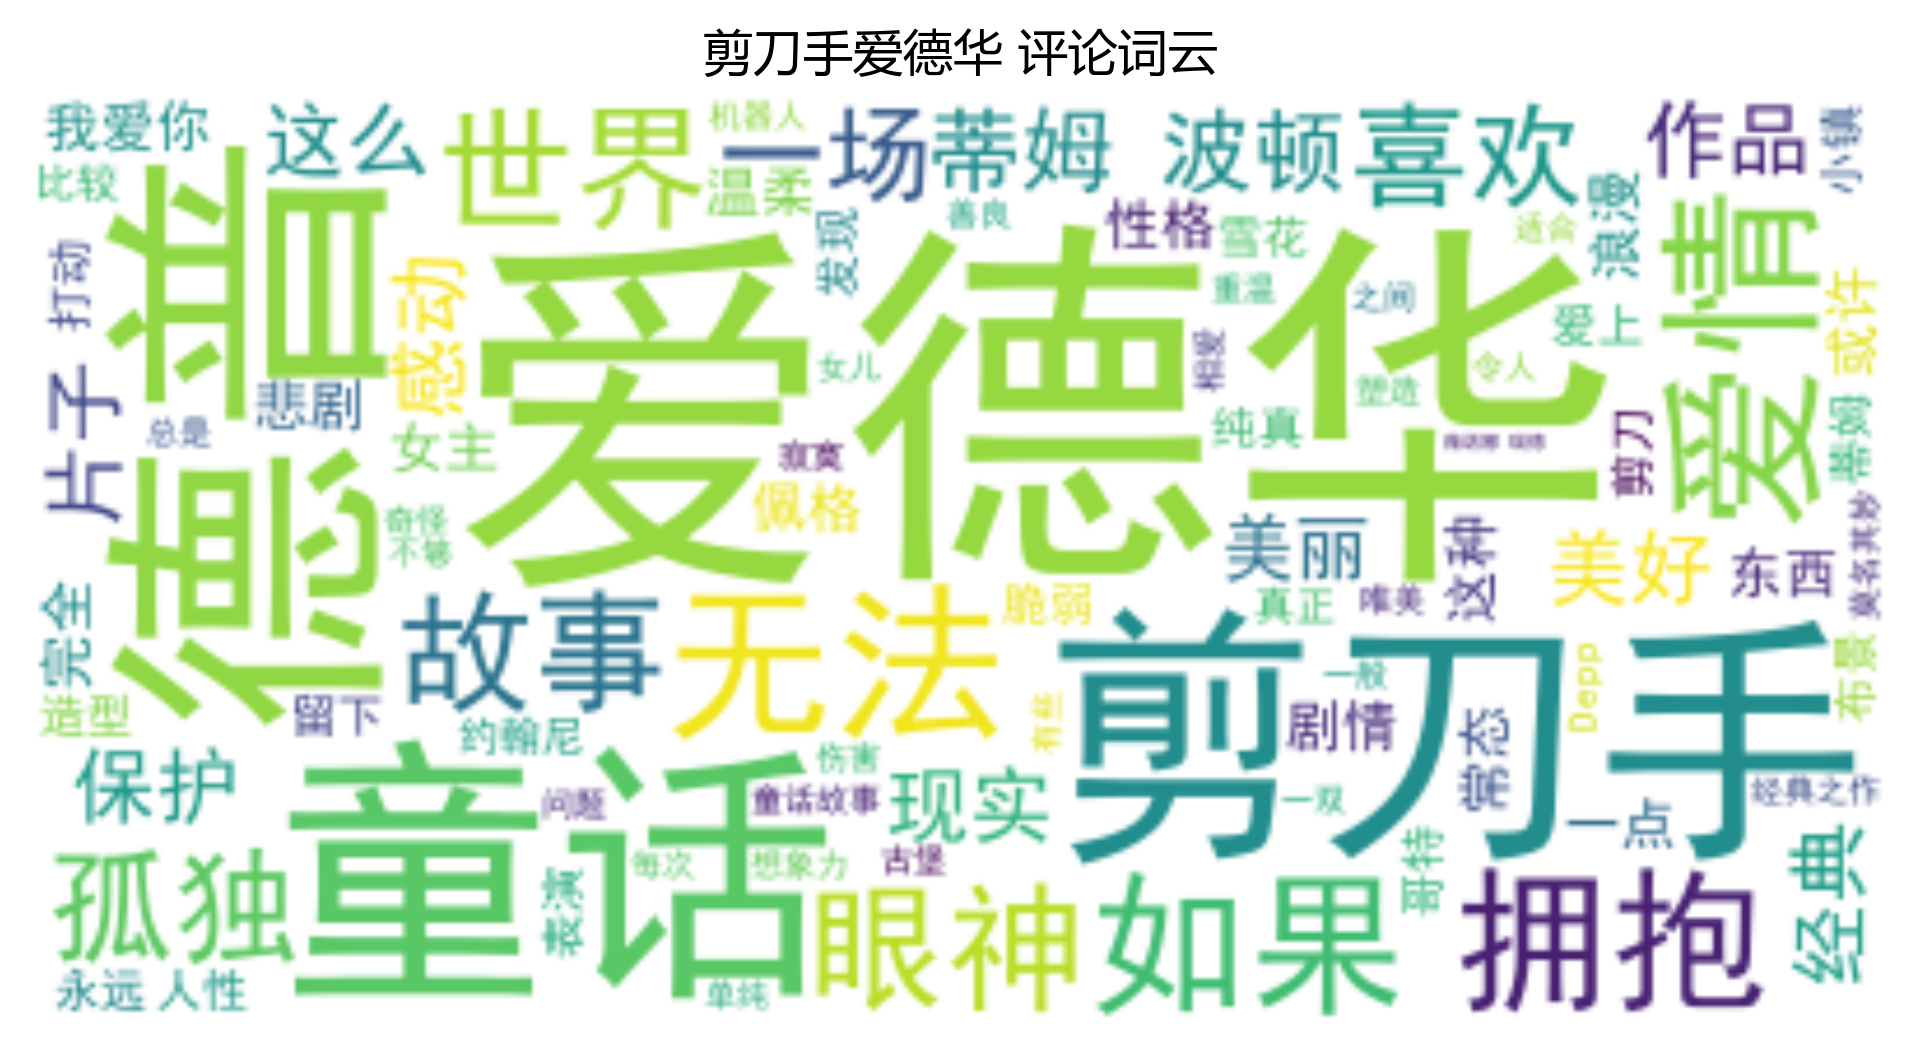 剪刀手爱德华 评论词云
我爱你
这么
世界
机器人
一场
蒂姆 波顿
喜欢
作品
小镇
比较
德普
温柔
发现
善良
性格
雪花
适合
浪漫
爱情
打动
感动
爱德华
重温
之间
爱上
或许
片子
悲剧
女儿
相爱
塑造
令人
总是
女主
寂寞
纯真
剪刀
蒂姆
佩格
奇怪
不够
美丽
这种
美好
东西
莫名其妙
完全
故事
无法
脆弱
真正
唯美
剪刀手
造型
留下
约翰尼
有些
一般
剧情
常态
Depp
布景
保护
童话
伤害
问题
童话故事
现实
一双
一点
经典之作
孤独
表演
每次
想象力
古堡
哥特
经典
眼神
如果
拥抱
永远
人性
单纯